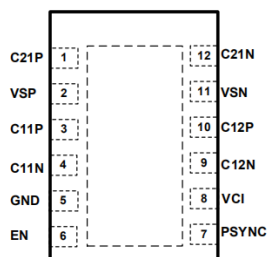 C21P 1 12 C21N
VSP 2 11 VSN
C11P 3 10 C12P
C11N 4 9 C12N
GND 5 8 VCI
EN 6 7 PSYNC